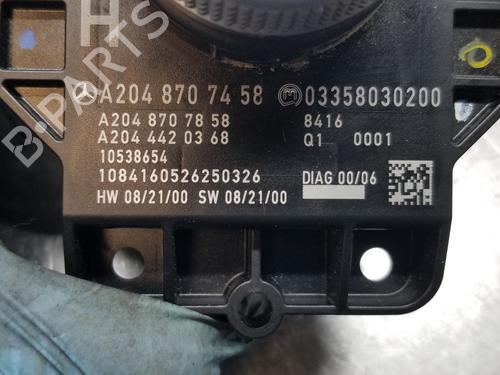 A204 870 74 58 03358030200
A204 870 78 58 8416
A204 442 03 68 Q1 0001
10538654
1084160526250326 DIAG 00/06
HW 08/21/00 SW 08/21/00